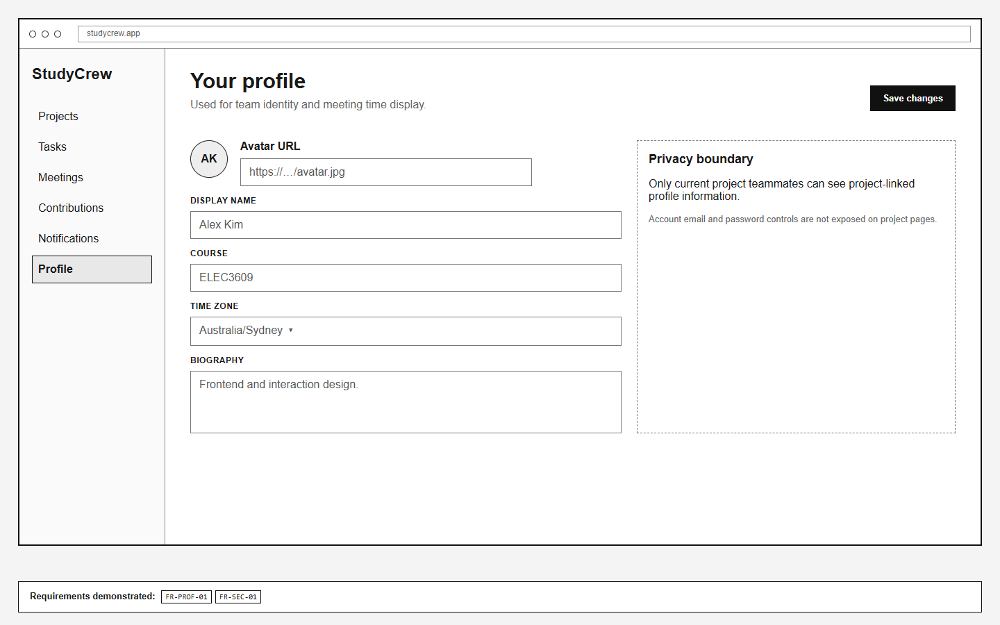 studycrew.app
StudyCrew
Projects
Tasks
Meetings
Contributions
Notifications
Profile
Your profile
Used for team identity and meeting time display.
Save changes
AK
Avatar URL
https://…/avatar.jpg
DISPLAY NAME
Alex Kim
COURSE
ELEC3609
TIME ZONE
Australia/Sydney ▾
BIOGRAPHY
Frontend and interaction design.
Privacy boundary
Only current project teammates can see project-linked
profile information.
Account email and password controls are not exposed on project pages.
Requirements demonstrated: FR-PROF-01 FR-SEC-01